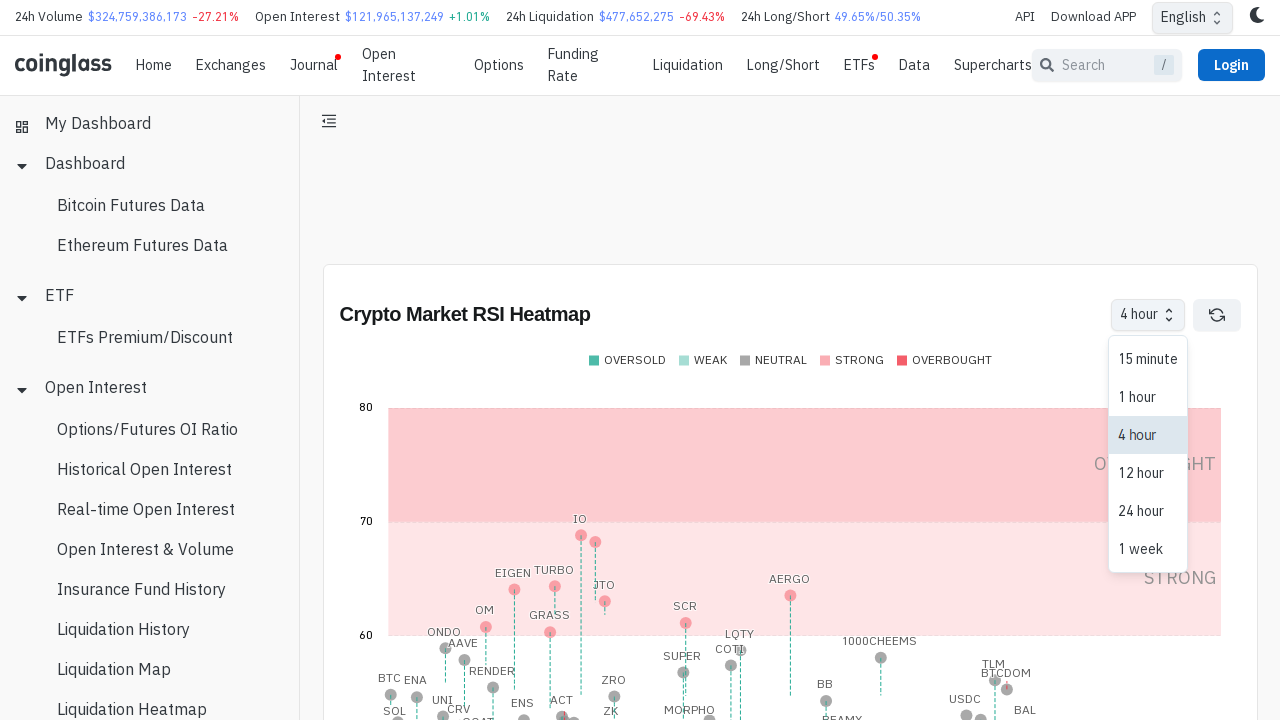 24h Volume $324,759,386,173 -27.21% Open Interest $121,965,137,249 +1.01% 24h Liquidation $477,652,275 -69.43% 24h Long/Short 49.65%/50.35% API Download APP English
coinglass Home Exchanges Journal Open Interest Options Funding Rate Liquidation Long/Short ETFs Data Supercharts Search / Login
My Dashboard
Dashboard
Bitcoin Futures Data
Ethereum Futures Data
ETF
ETFs Premium/Discount
Open Interest
Options/Futures OI Ratio
Historical Open Interest
Real-time Open Interest
Open Interest & Volume
Insurance Fund History
Liquidation History
Liquidation Map
Liquidation Heatmap
Crypto Market RSI Heatmap 4 hour
15 minute
1 hour
4 hour
12 hour
24 hour
1 week
OVERSOLD WEAK NEUTRAL STRONG OVERBOUGHT
80
70
IO
STRONG
EIGEN TURBO
AERGO
JTO
OM GRASS SCR
60
ONDO LQTY
AAVE 1000CHEEMS
COTI
SUPER
TLM
RENDER BTCDOM
BTC ENA ZRO BB
UNI ENS ACT USDC
SOL CRV ZK MORPHO BAL